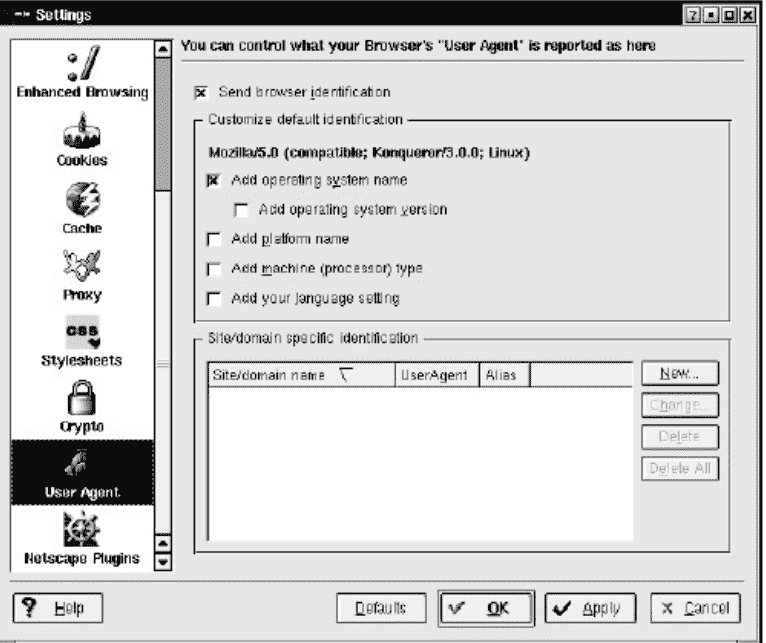 Settings
You can control what your Browser's "User Agent" is reported as here
Enhanced Browsing
Cookies
Cache
Proxy
css
Stylesheets
Crypto
User Agent
Netscape Plugins
Send browser identification
Customize default identification
Mozilla/5.0 (compatible; Konqueror/3.0.0; Linux)
Add operating system name
Add operating system version
Add platform name
Add machine (processor) type
Add your language setting
Site/domain specific identification
Site/domain name UserAgent Alias
New...
Change...
Delete
Delete All
? Help
Defaults
OK
Apply
Cancel